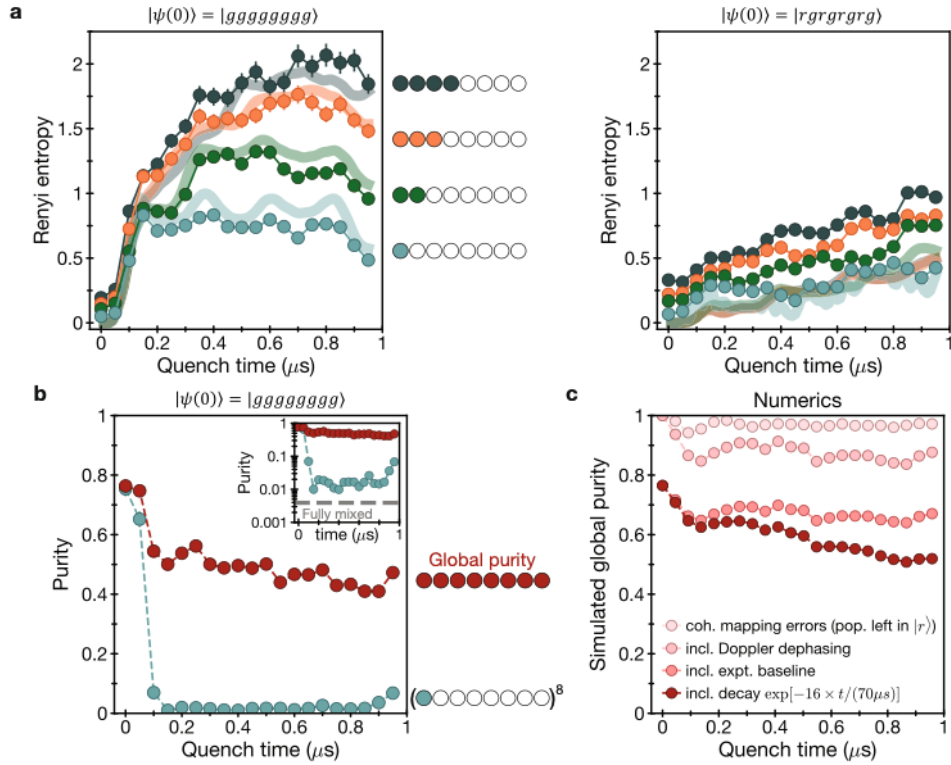 a
|ψ(0)⟩ = |gggggggg⟩
Renyi entropy
2
1.5
1
0.5
0
0 0.2 0.4 0.6 0.8 1
Quench time (μs)
|ψ(0)⟩ = |rgrgrgrg⟩
Renyi entropy
2
1.5
1
0.5
0
0 0.2 0.4 0.6 0.8 1
Quench time (μs)
b
|ψ(0)⟩ = |gggggggg⟩
Purity
1
0.8
0.6
0.4
0.2
0
0 0.2 0.4 0.6 0.8 1
Quench time (μs)
Purity
1
0.1
0.01
0.001
Fully mixed
0 1
time (μs)
Global purity
( )⁸
c
Numerics
Simulated global purity
1
0.8
0.6
0.4
0.2
0
coh. mapping errors (pop. left in |r⟩)
incl. Doppler dephasing
incl. expt. baseline
incl. decay exp[−16 × t/(70μs)]
0 0.2 0.4 0.6 0.8 1
Quench time (μs)